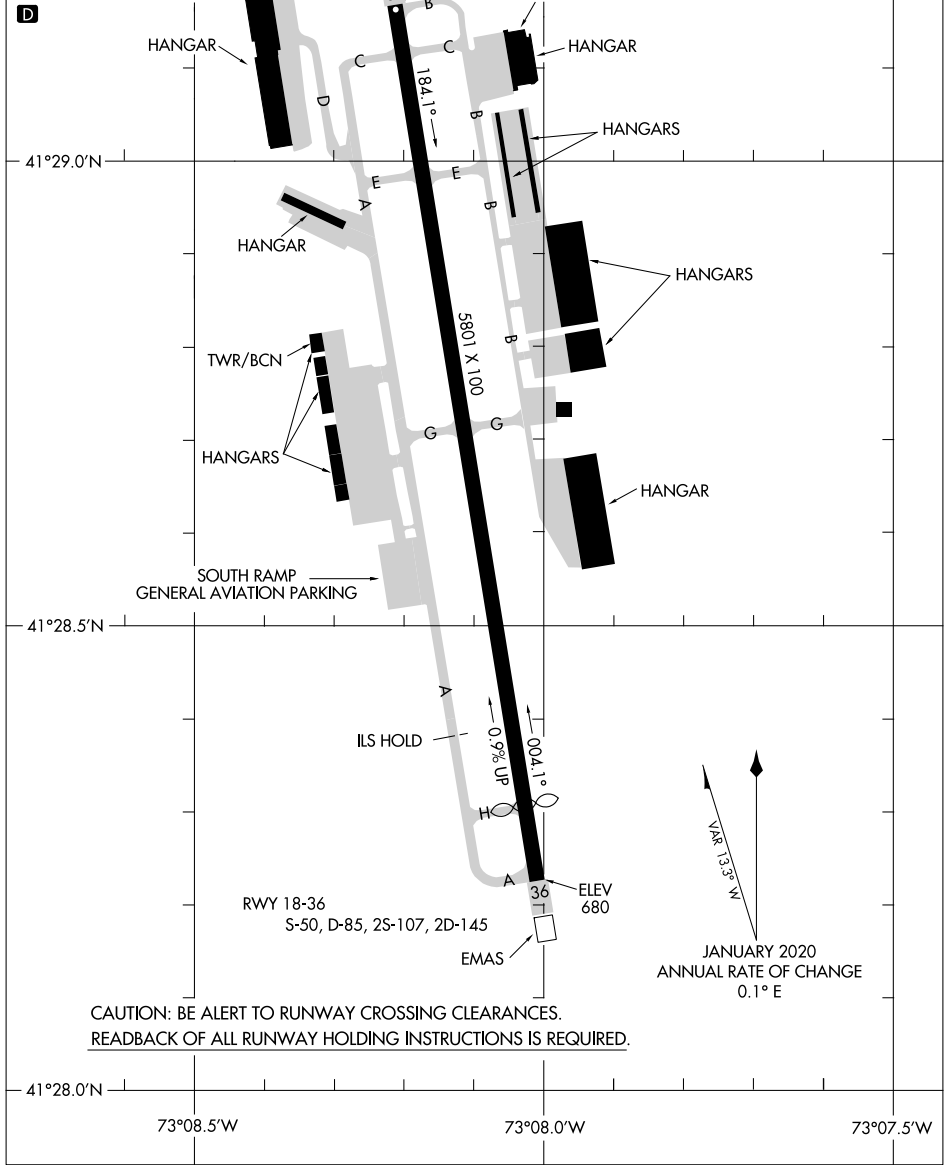 D
B
HANGAR
HANGAR
C
C
184.1°
D
B
HANGARS
41°29.0'N
E
E
A
B
HANGAR
HANGARS
5801 X 100
B
TWR/BCN
G
G
HANGARS
HANGAR
SOUTH RAMP
GENERAL AVIATION PARKING
41°28.5'N
A
ILS HOLD
0.9% UP
004.1°
H
VAR 13.3° W
A
36
ELEV
680
RWY 18-36
S-50, D-85, 2S-107, 2D-145
EMAS
JANUARY 2020
ANNUAL RATE OF CHANGE
0.1° E
CAUTION: BE ALERT TO RUNWAY CROSSING CLEARANCES.
READBACK OF ALL RUNWAY HOLDING INSTRUCTIONS IS REQUIRED.
41°28.0'N
73°08.5'W
73°08.0'W
73°07.5'W